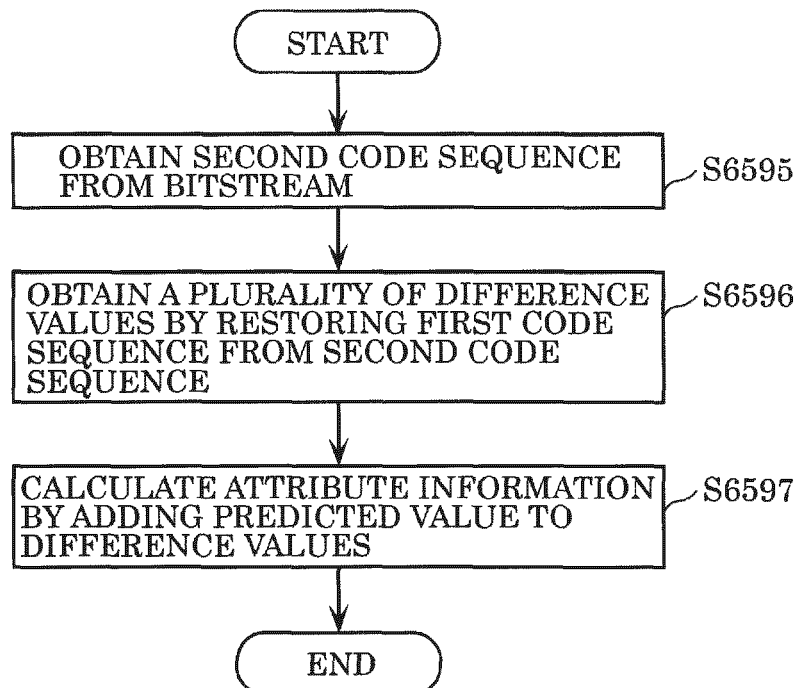 START
OBTAIN SECOND CODE SEQUENCE
FROM BITSTREAM
S6595
OBTAIN A PLURALITY OF DIFFERENCE
VALUES BY RESTORING FIRST CODE
SEQUENCE FROM SECOND CODE
SEQUENCE
S6596
CALCULATE ATTRIBUTE INFORMATION
BY ADDING PREDICTED VALUE TO
DIFFERENCE VALUES
S6597
END